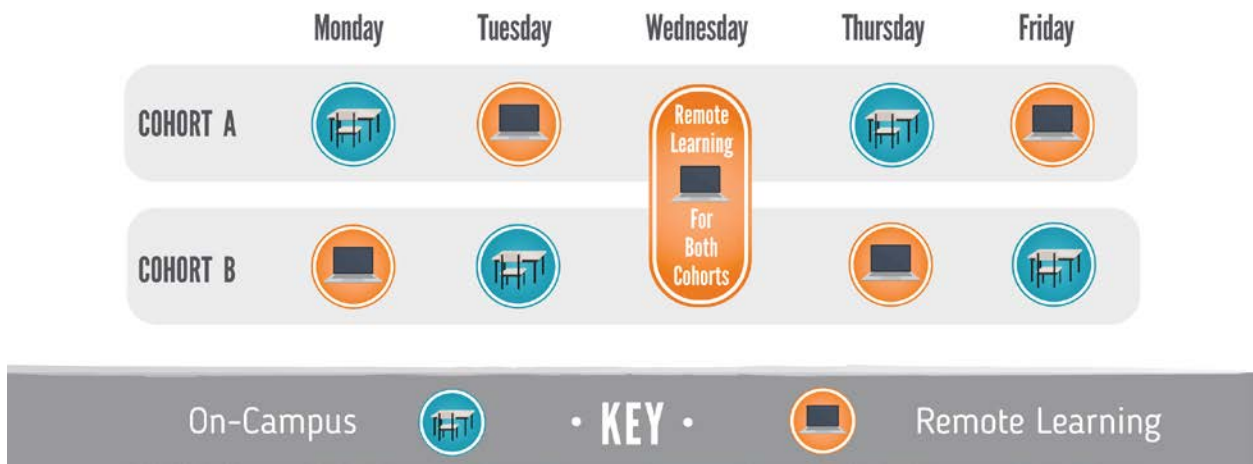 Monday Tuesday Wednesday Thursday Friday
COHORT A
Remote
Learning
For
Both
Cohorts
COHORT B
On-Campus • KEY • Remote Learning